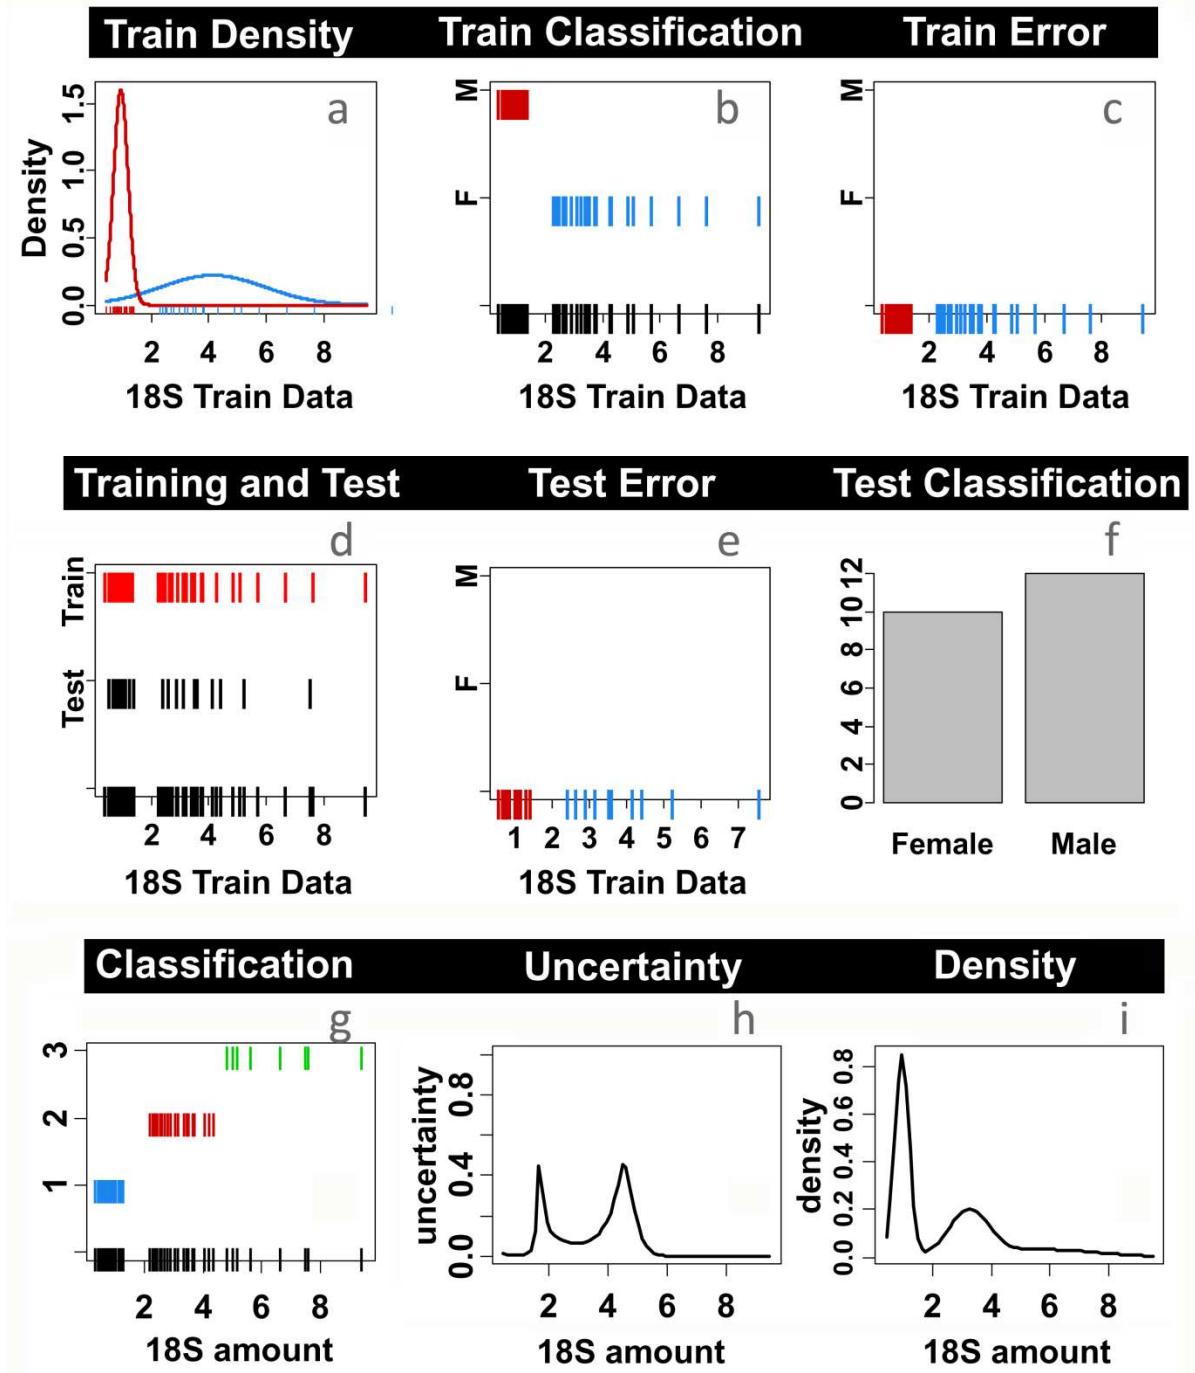 Train Density Train Classification Train Error
a b c
Density
0.0 0.5 1.0 1.5
2 4 6 8
18S Train Data
M
F
2 4 6 8
18S Train Data
M
F
2 4 6 8
18S Train Data
Training and Test Test Error Test Classification
d e f
Train
Test
2 4 6 8
18S Train Data
M
F
1 2 3 4 5 6 7
18S Train Data
0 2 4 6 8 10 12
Female Male
Classification Uncertainty Density
g h i
3
2
1
2 4 6 8
18S amount
uncertainty
0.0 0.4 0.8
2 4 6 8
18S amount
density
0.0 0.2 0.4 0.6 0.8
2 4 6 8
18S amount